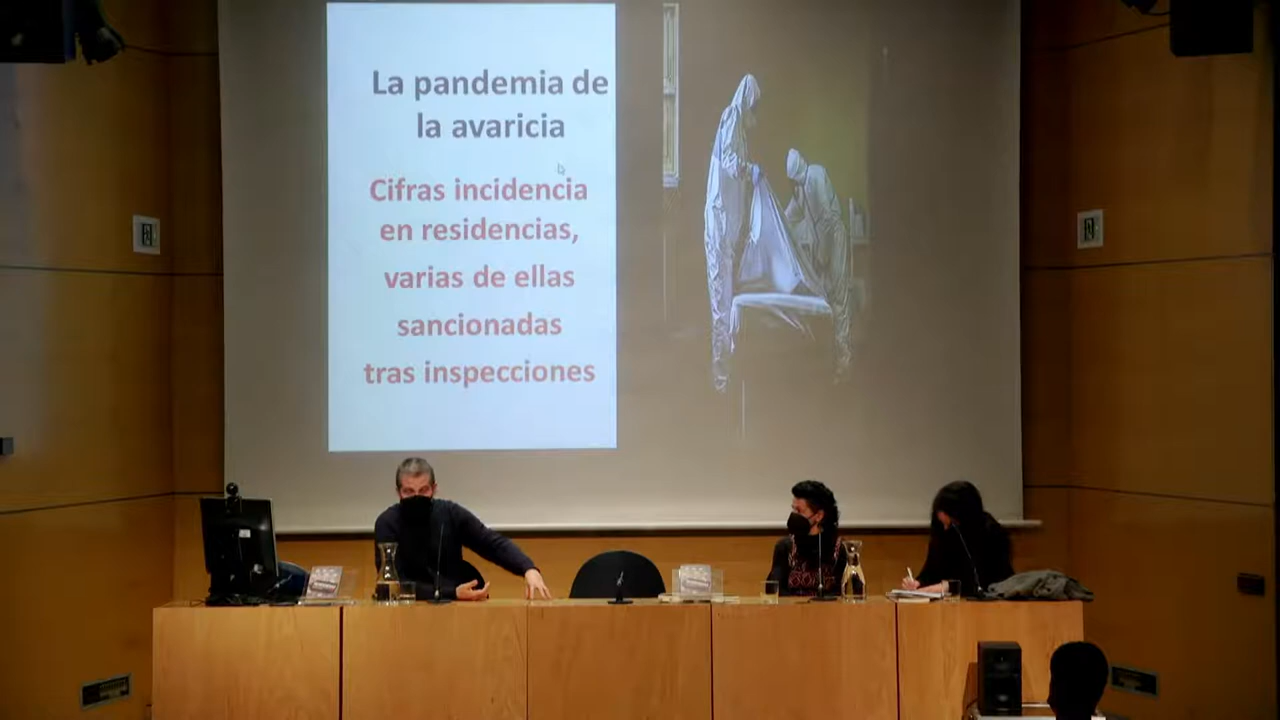 La pandemia de
la avaricia
Cifras incidencia
en residencias,
varias de ellas
sancionadas
tras inspecciones